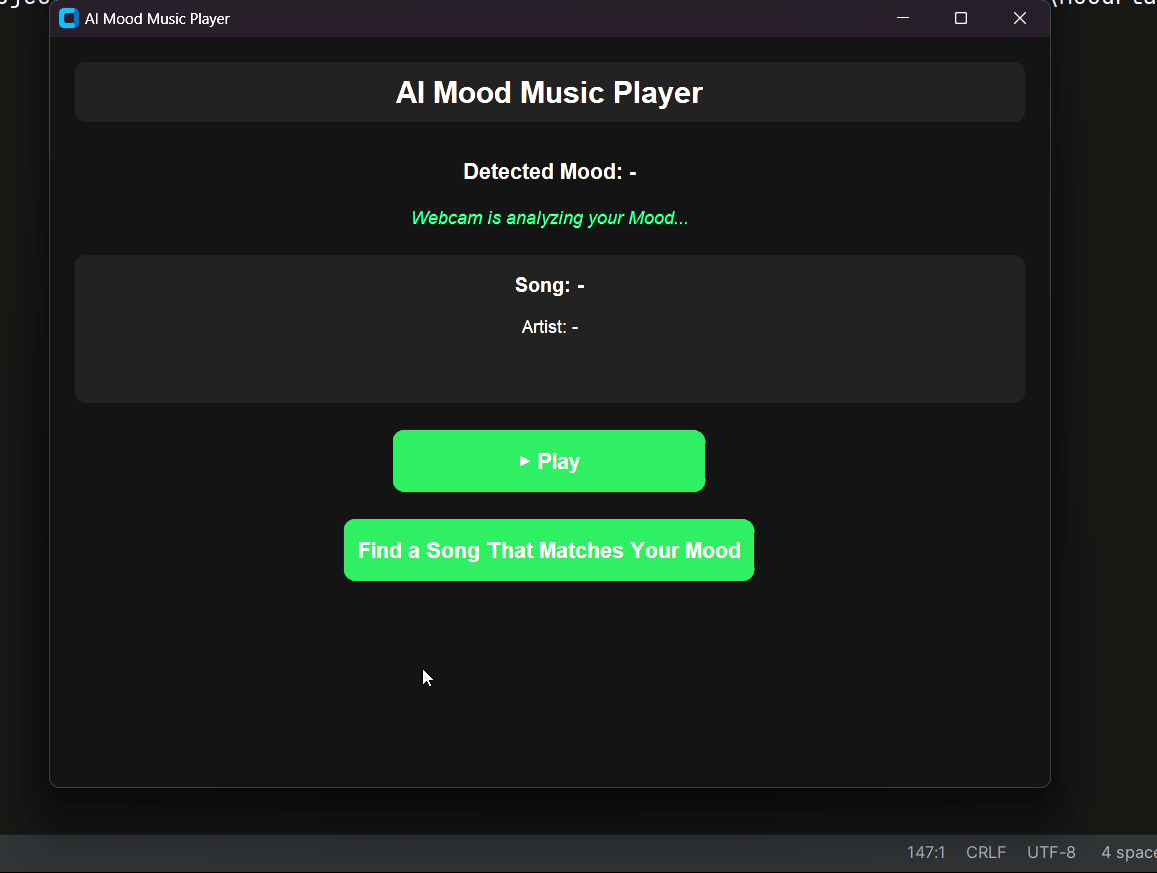 AI Mood Music Player
AI Mood Music Player
Detected Mood: -
Webcam is analyzing your Mood...
Song: -
Artist: -
▶ Play
Find a Song That Matches Your Mood
147:1 CRLF UTF-8 4 space